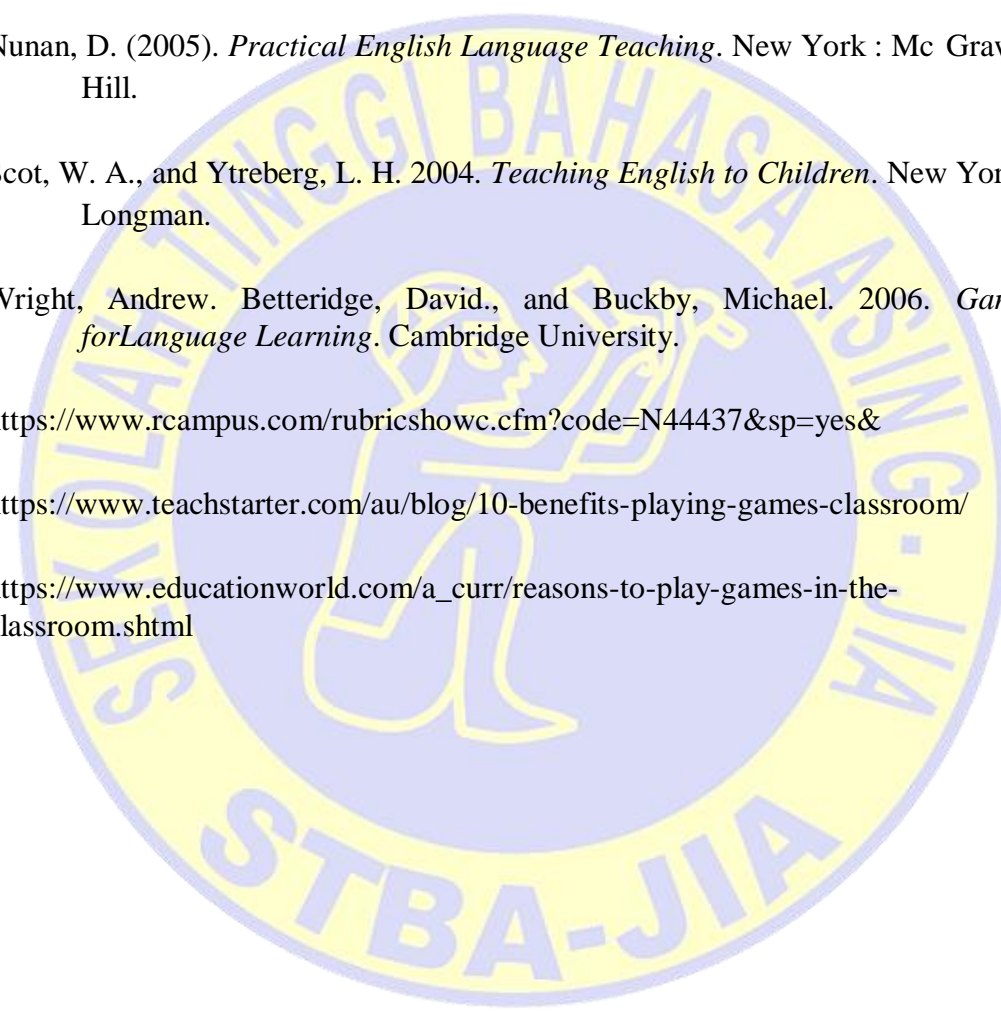 Nunan, D. (2005). Practical English Language Teaching. New York : Mc Graw
Hill.
Scot, W. A., and Ytreberg, L. H. 2004. Teaching English to Children. New Yor
Longman.
Wright, Andrew. Betteridge, David., and Buckby, Michael. 2006. Gam
forLanguage Learning. Cambridge University.
ttps://www.rcampus.com/rubricshowc.cfm?code=N44437&sp=yes&
ttps://www.teachstarter.com/au/blog/10-benefits-playing-games-classroom/
ttps://www.educationworld.com/a_curr/reasons-to-play-games-in-the-
lassroom.shtml
SEKOLAH TINGGI BAHASA ASING - JIA
STBA-JIA